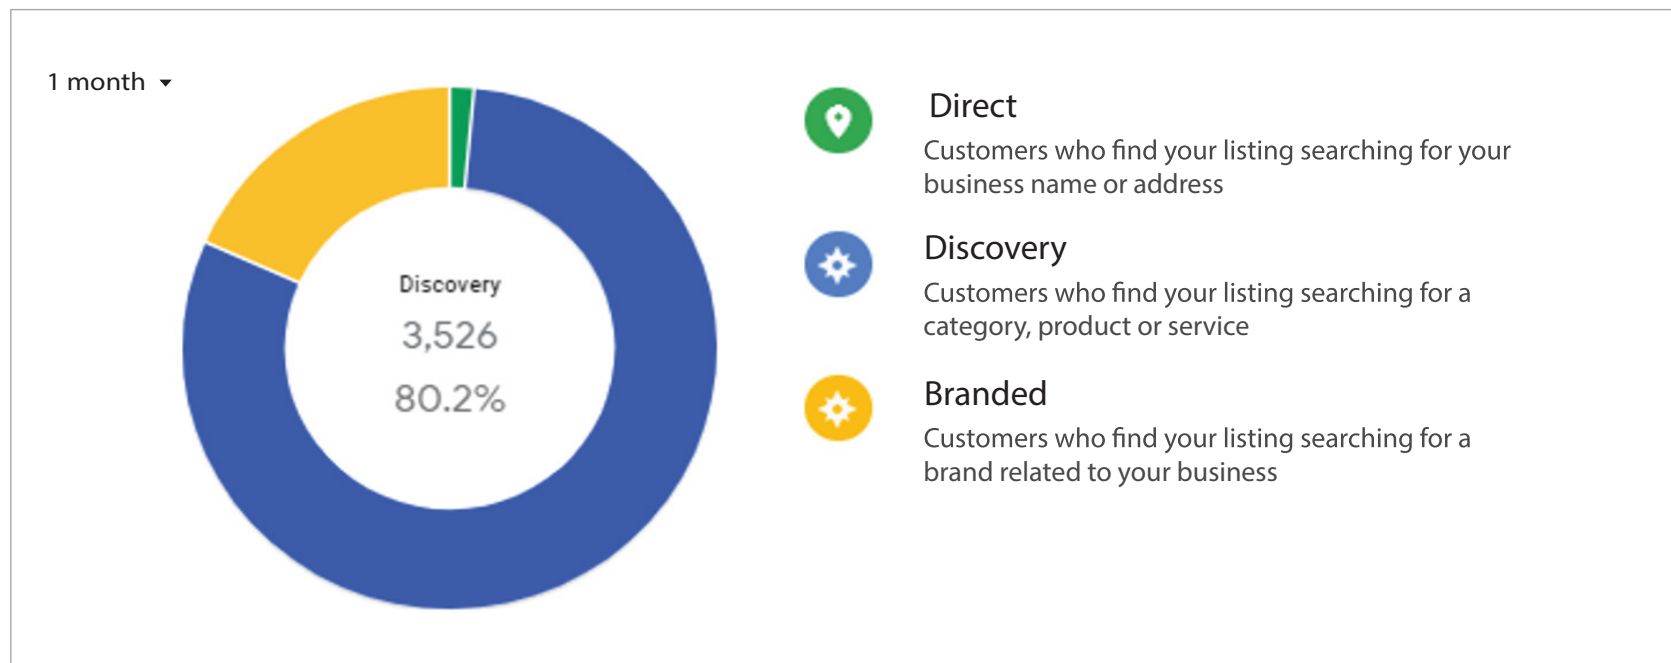 1 month
Discovery
3,526
80.2%
Direct
Customers who find your listing searching for your
business name or address
Discovery
Customers who find your listing searching for a
category, product or service
Branded
Customers who find your listing searching for a
brand related to your business